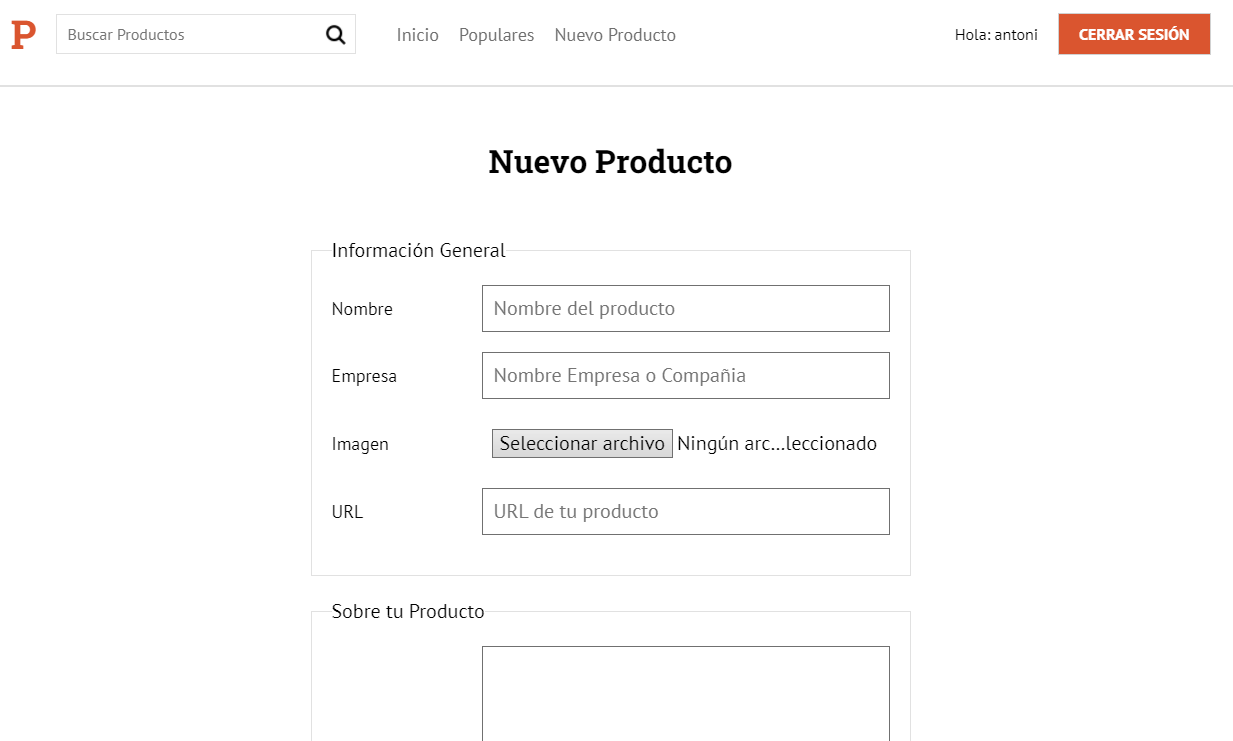 P Buscar Productos Inicio Populares Nuevo Producto Hola: antoni CERRAR SESIÓN
Nuevo Producto
Información General
Nombre Nombre del producto
Empresa Nombre Empresa o Compañia
Imagen Seleccionar archivo Ningún arc...leccionado
URL URL de tu producto
Sobre tu Producto